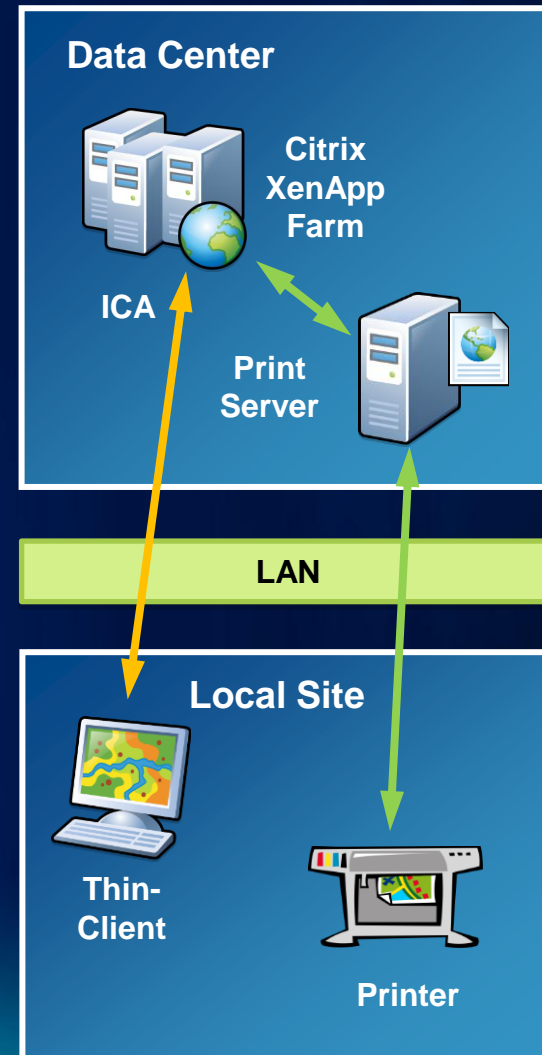 Data Center
Citrix
XenApp
Farm
ICA
Print
Server
LAN
Local Site
Thin-
Client
Printer